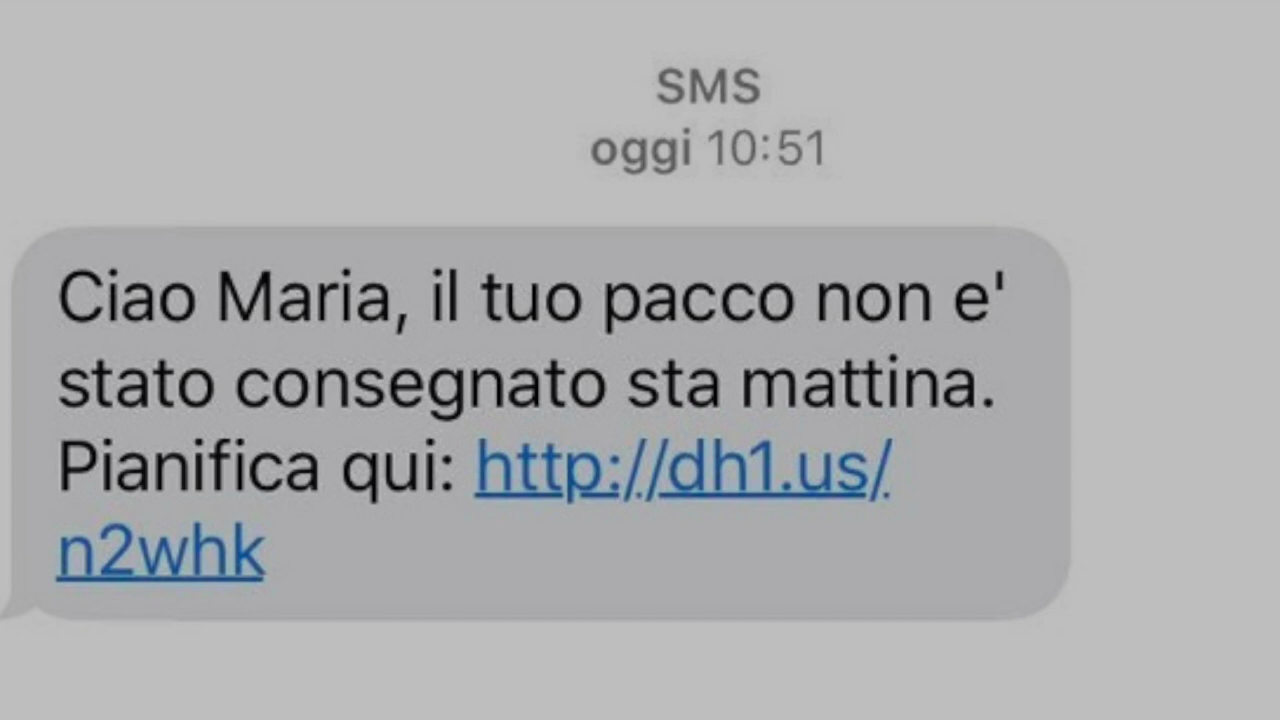 SMS
oggi 10:51
Ciao Maria, il tuo pacco non e'
stato consegnato sta mattina.
Pianifica qui: http://dh1.us/
n2whk